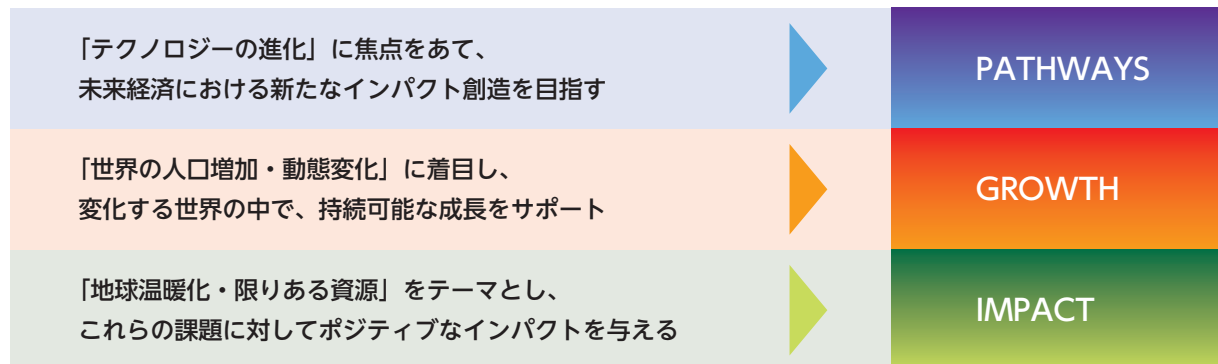 「テクノロジーの進化」に焦点をあて、
未来経済における新たなインパクト創造を目指す
PATHWAYS
「世界の人口増加・動態変化」に着目し、
変化する世界の中で、持続可能な成長をサポート
GROWTH
「地球温暖化・限りある資源」をテーマとし、
これらの課題に対してポジティブなインパクトを与える
IMPACT